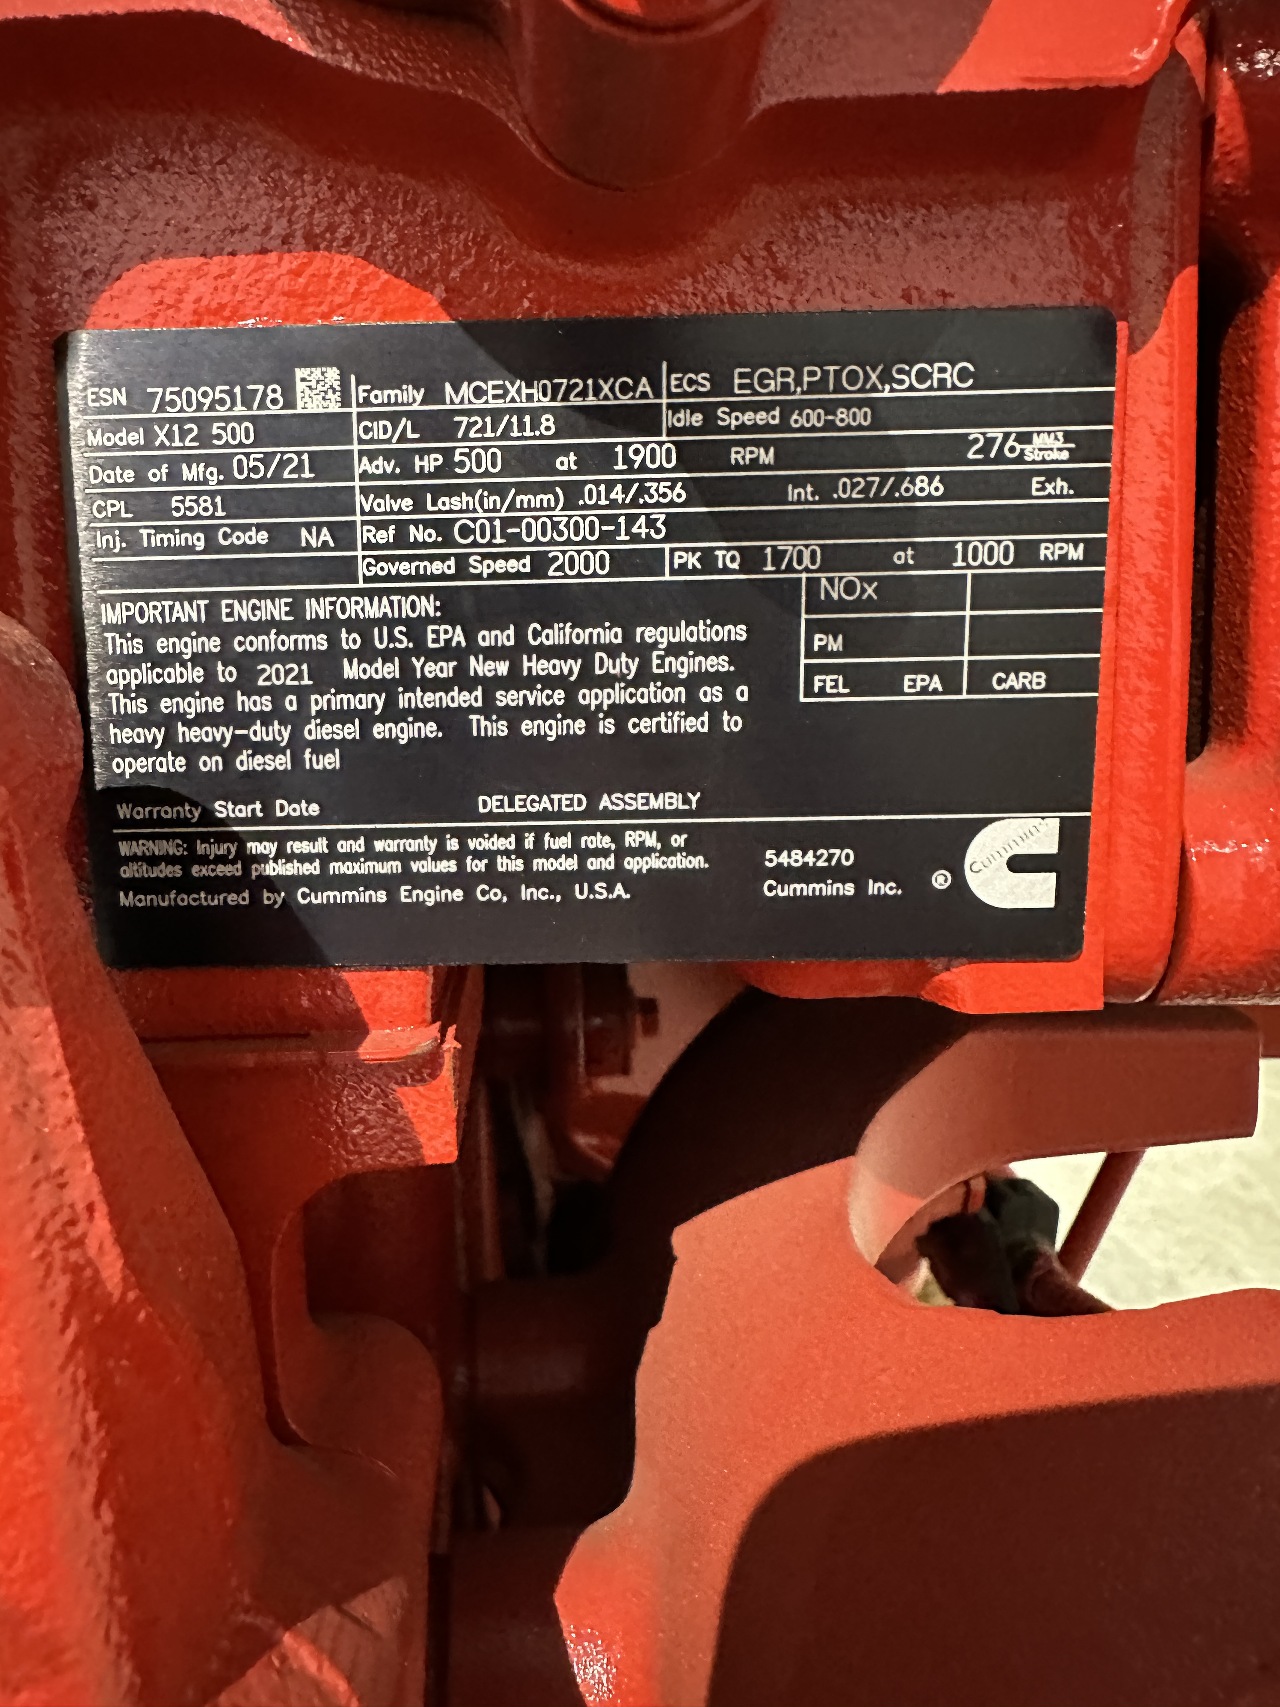 ESN 75095178 Family MCEXH0721XCA ECS EGR,PTOX,SCRC
Model X12 500 CID/L 721/11.8 Idle Speed 600-800
Date of Mfg. 05/21 Adv. HP 500 at 1900 RPM 276 MM3/Stroke
CPL 5581 Valve Lash(in/mm) .014/.356 Int. .027/.686 Exh.
Inj. Timing Code NA Ref No. C01-00300-143
Governed Speed 2000 PK TQ 1700 at 1000 RPM
NOx
PM
FEL EPA CARB
IMPORTANT ENGINE INFORMATION:
This engine conforms to U.S. EPA and California regulations
applicable to 2021 Model Year New Heavy Duty Engines.
This engine has a primary intended service application as a
heavy heavy-duty diesel engine. This engine is certified to
operate on diesel fuel
Warranty Start Date DELEGATED ASSEMBLY
WARNING: Injury may result and warranty is voided if fuel rate, RPM, or
altitudes exceed published maximum values for this model and application.
Manufactured by Cummins Engine Co, Inc., U.S.A.
5484270
Cummins Inc. ®
Cummins